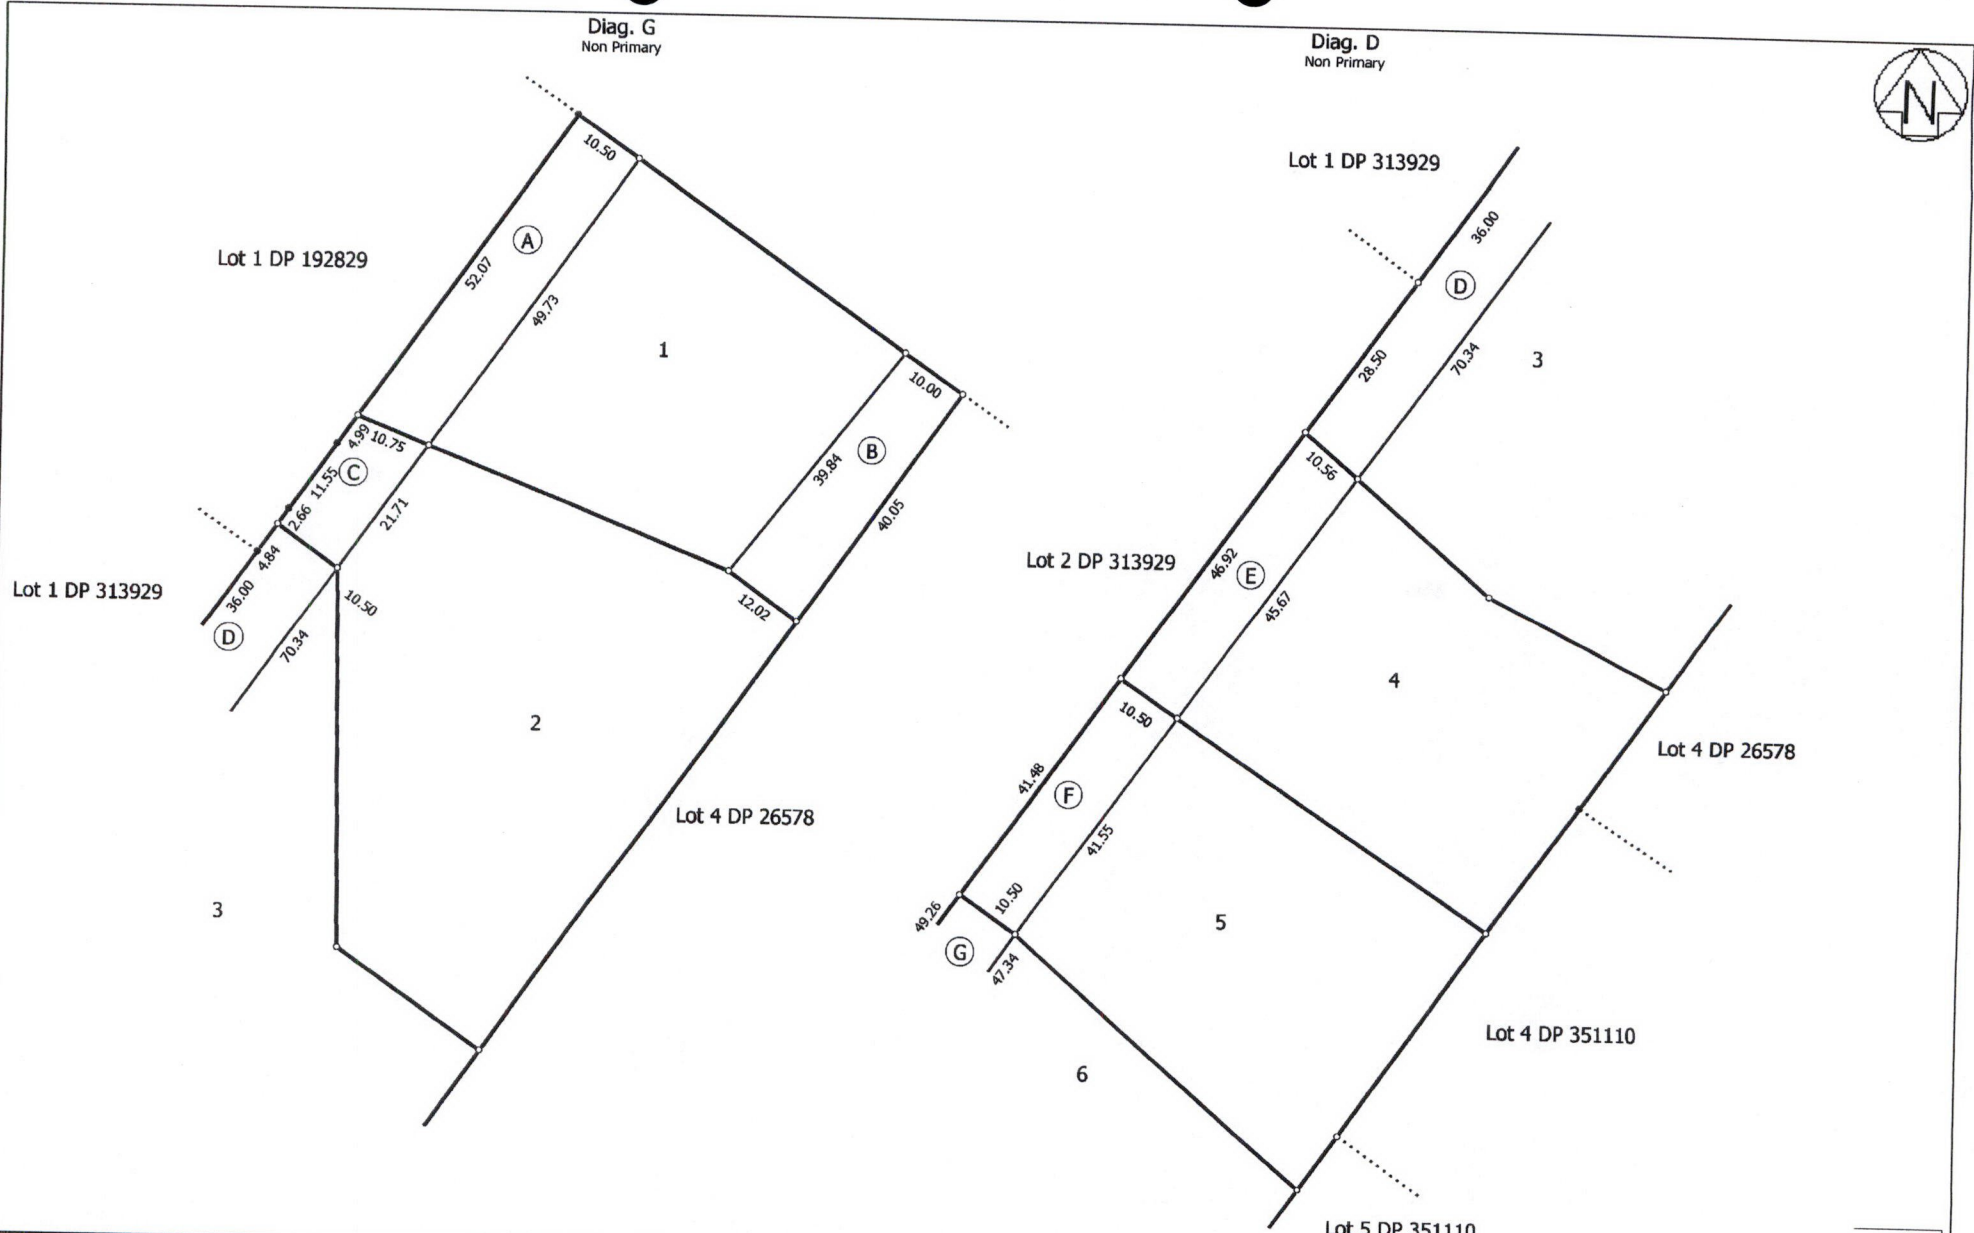 Diag. G
Non Primary
10.50
A
52.07
49.73
Lot 1 DP 192829
1
10.00
B
39.84
40.05
4.99
10.75
C
11.55
2.66
21.71
4.84
36.00
Lot 1 DP 313929
D
70.34
10.50
12.02
2
Lot 4 DP 26578
3
Diag. D
Non Primary
N
Lot 1 DP 313929
36.00
D
28.50
70.34
3
10.56
Lot 2 DP 313929
46.92
E
45.67
4
Lot 4 DP 26578
10.50
41.48
F
41.55
10.50
49.26
G
47.34
5
6
Lot 4 DP 351110
Lot 5 DP 351110